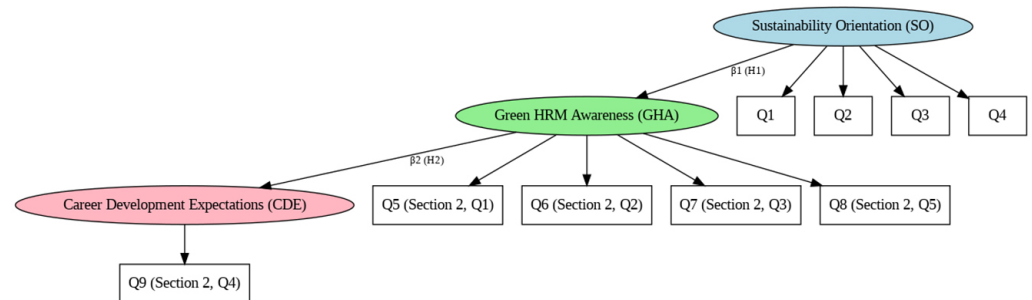 Sustainability Orientation (SO)
β1 (H1)
Green HRM Awareness (GHA)
Q1
Q2
Q3
Q4
β2 (H2)
Career Development Expectations (CDE)
Q5 (Section 2, Q1)
Q6 (Section 2, Q2)
Q7 (Section 2, Q3)
Q8 (Section 2, Q5)
Q9 (Section 2, Q4)